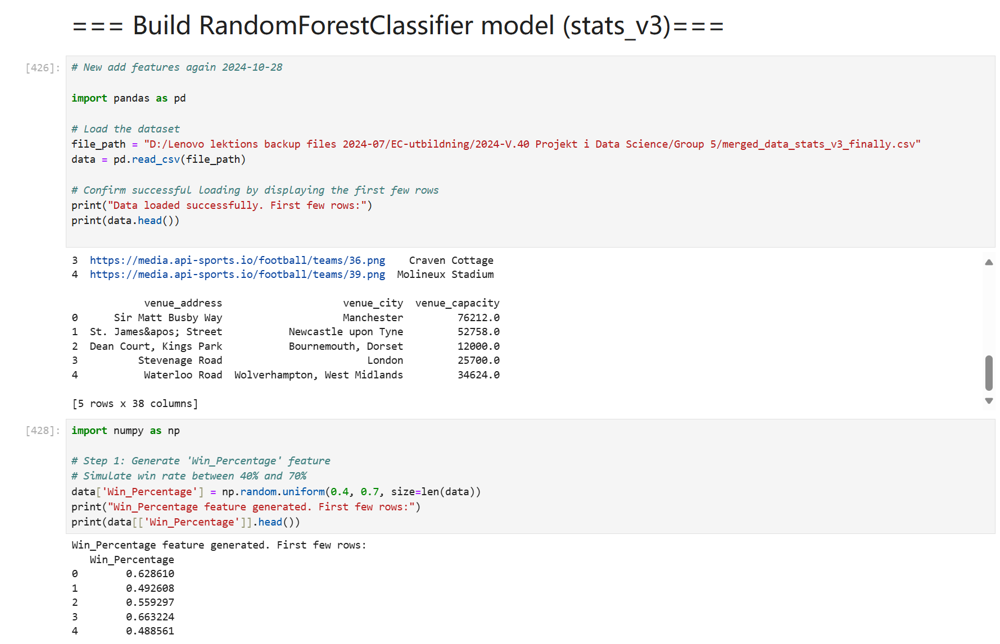 === Build RandomForestClassifier model (stats_v3)===
[426]:
# New add features again 2024-10-28
import pandas as pd
# Load the dataset
file_path = "D:/Lenovo lektions backup files 2024-07/EC-utbildning/2024-V.40 Projekt i Data Science/Group 5/merged_data_stats_v3_finally.csv"
data = pd.read_csv(file_path)
# Confirm successful loading by displaying the first few rows
print("Data loaded successfully. First few rows:")
print(data.head())
3  https://media.api-sports.io/football/teams/36.png    Craven Cottage
4  https://media.api-sports.io/football/teams/39.png  Molineux Stadium
            venue_address                    venue_city  venue_capacity
0      Sir Matt Busby Way                    Manchester         76212.0
1  St. James&apos; Street           Newcastle upon Tyne         52758.0
2  Dean Court, Kings Park           Bournemouth, Dorset         12000.0
3          Stevenage Road                        London         25700.0
4           Waterloo Road  Wolverhampton, West Midlands         34624.0
[5 rows x 38 columns]
[428]:
import numpy as np
# Step 1: Generate 'Win_Percentage' feature
# Simulate win rate between 40% and 70%
data['Win_Percentage'] = np.random.uniform(0.4, 0.7, size=len(data))
print("Win_Percentage feature generated. First few rows:")
print(data[['Win_Percentage']].head())
Win_Percentage feature generated. First few rows:
   Win_Percentage
0        0.628610
1        0.492608
2        0.559297
3        0.663224
4        0.488561